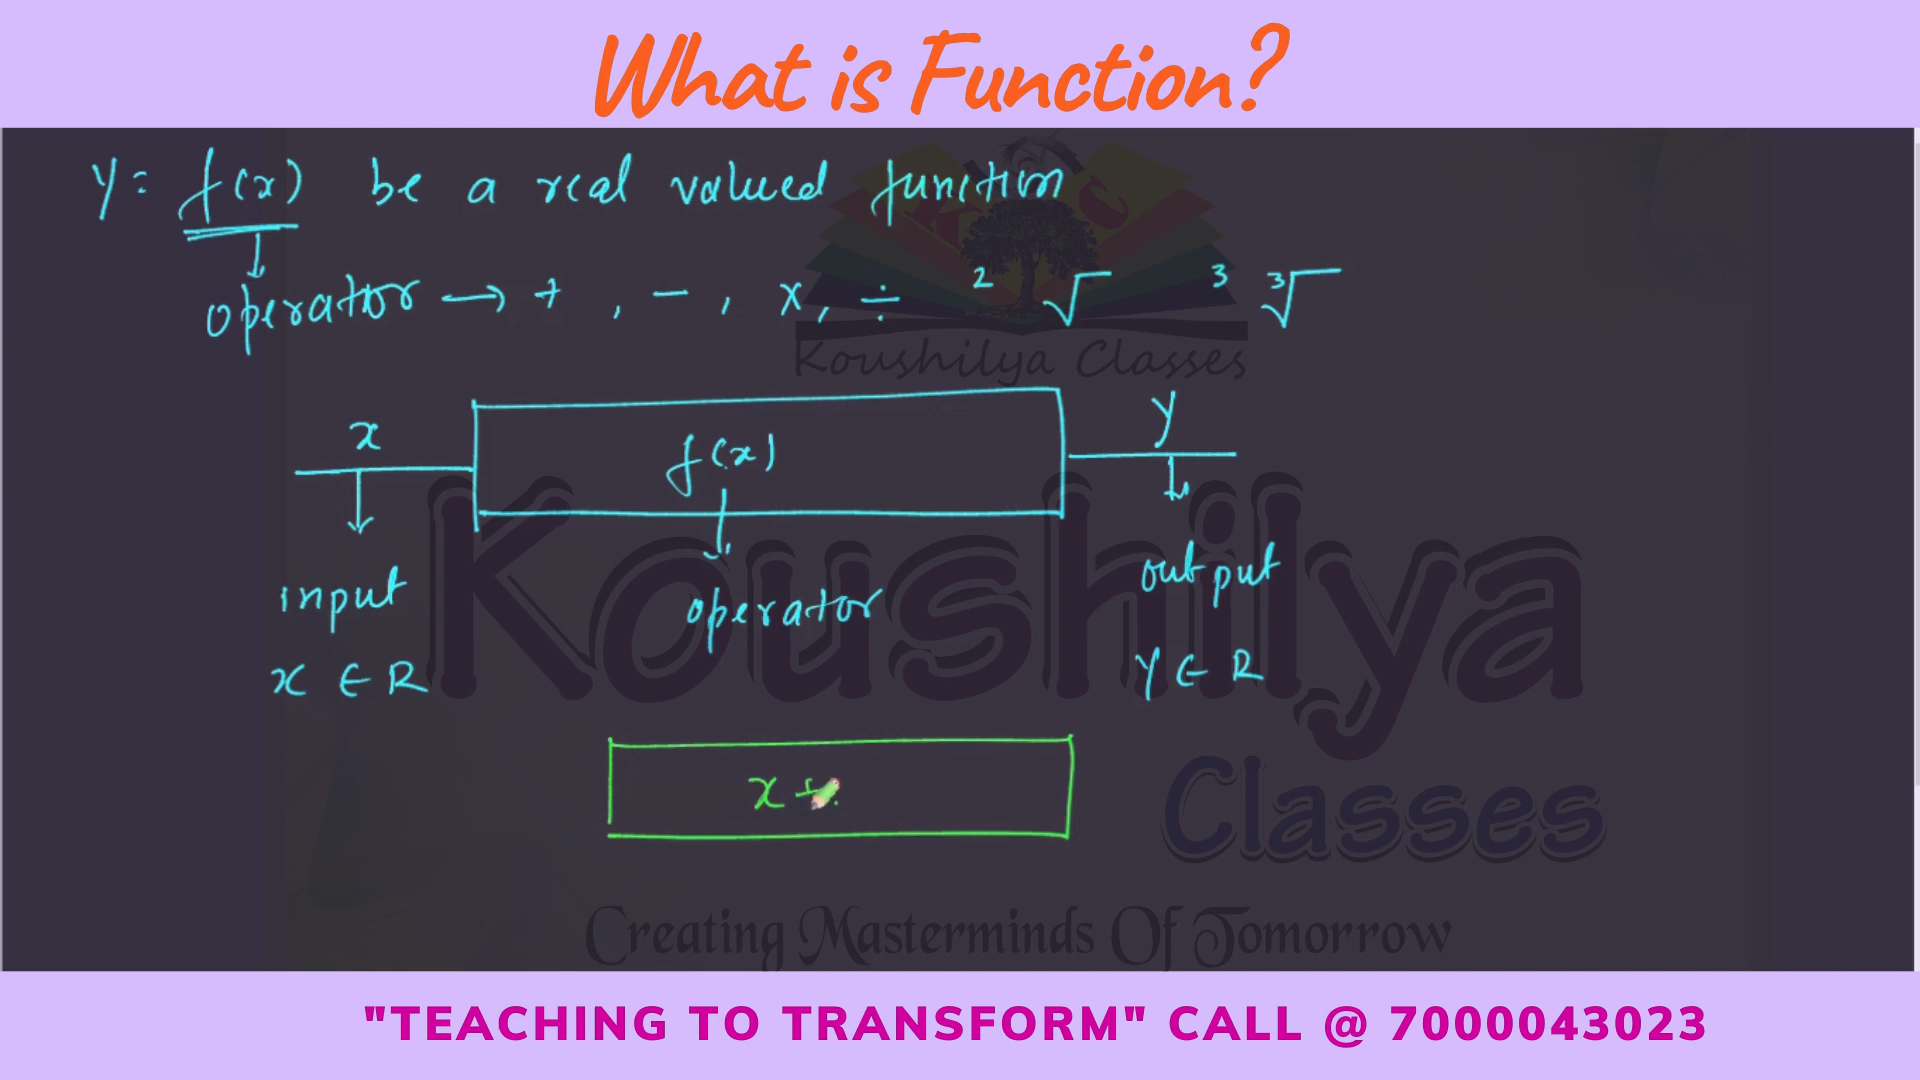 What is Function?
y = f(x) be a real valued function
operator → + , − , x, ÷ 2 √ 3 3√
Koushilya Classes
x f(x) y
input operator output
x ∈ R y ∈ R
Koushilya
x +
Classes
Creating Masterminds Of Tomorrow
"TEACHING TO TRANSFORM" CALL @ 7000043023